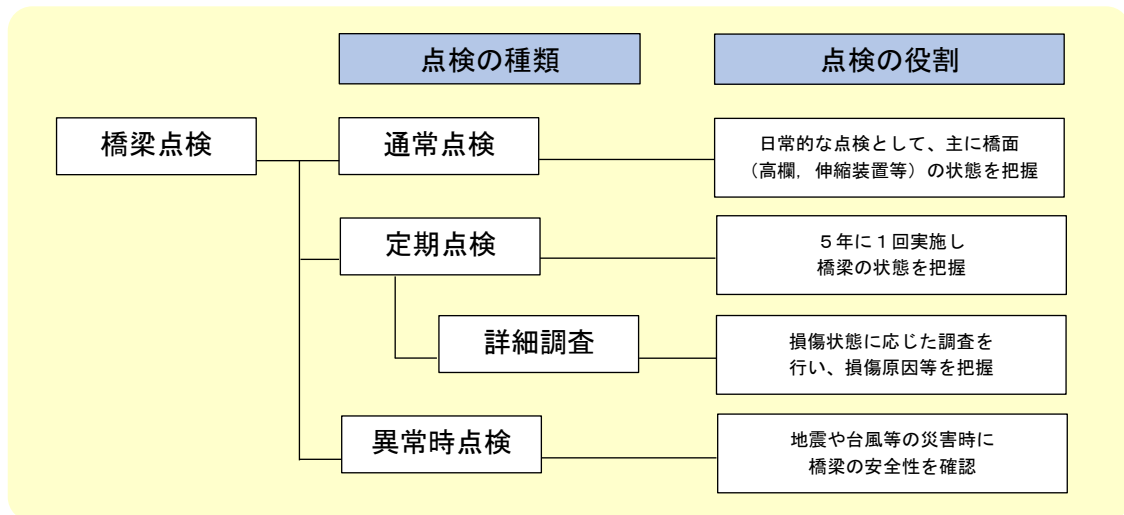 点検の種類
点検の役割
橋梁点検
通常点検
日常的な点検として、主に橋面
（高欄，伸縮装置等）の状態を把握
定期点検
５年に１回実施し
橋梁の状態を把握
詳細調査
損傷状態に応じた調査を
行い、損傷原因等を把握
異常時点検
地震や台風等の災害時に
橋梁の安全性を確認